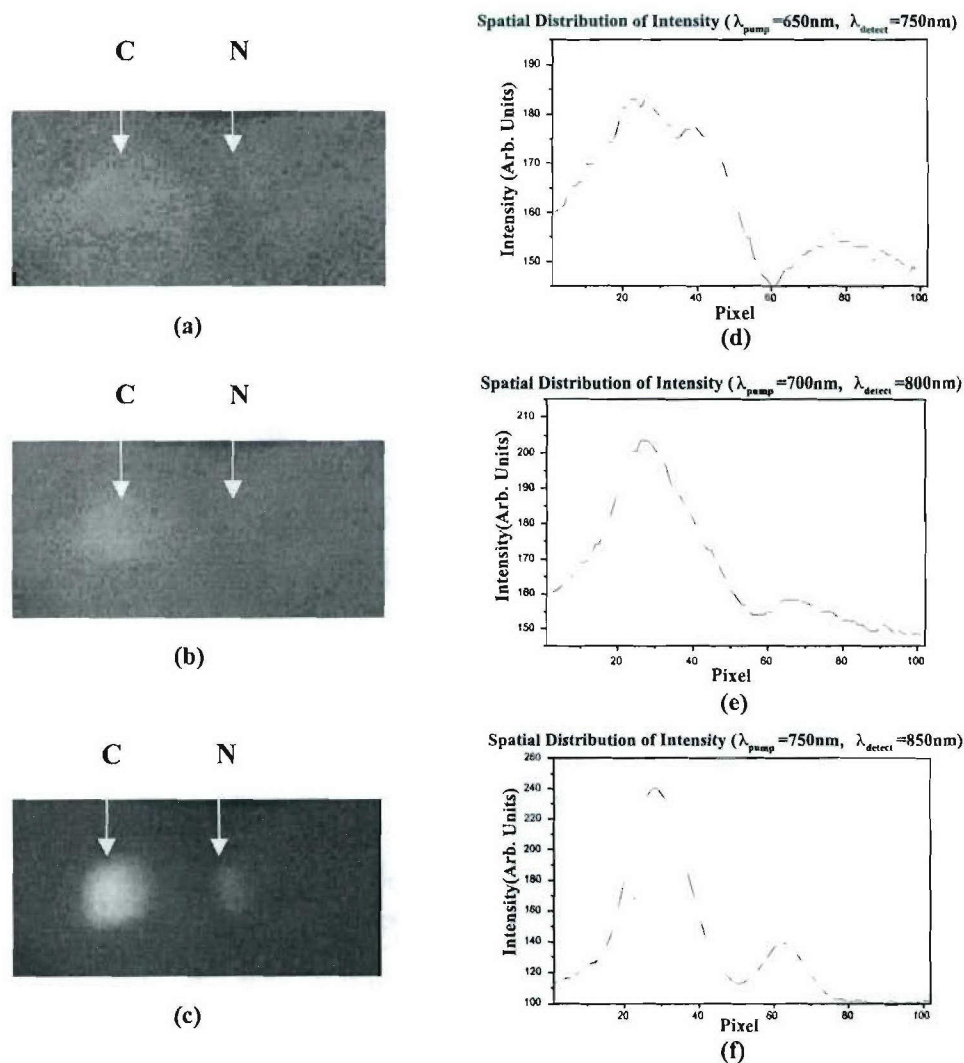 C N
(a)
Spatial Distribution of Intensity ( λpump =650nm, λdetect =750nm)
Intensity (Arb. Units)
190
180
170
160
150
20 40 60 80 100
Pixel
(d)
C N
(b)
Spatial Distribution of Intensity ( λpump =700nm, λdetect =800nm)
Intensity(Arb. Units)
210
200
190
180
170
160
150
20 40 60 80 100
Pixel
(e)
C N
(c)
Spatial Distribution of Intensity ( λpump =750nm, λdetect =850nm)
Intensity(Arb. Units)
260
240
220
200
180
160
140
120
100
20 40 60 80 100
Pixel
(f)